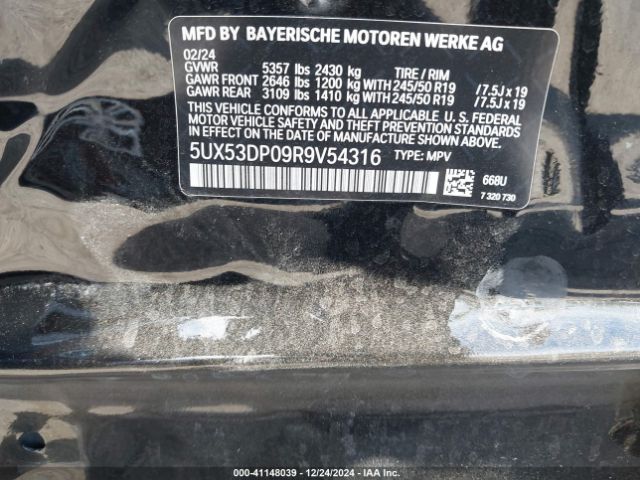 MFD BY BAYERISCHE MOTOREN WERKE AG
02/24
GVWR 5357 lbs 2430 kg TIRE / RIM
GAWR FRONT 2646 lbs 1200 kg WITH 245/50 R19 /7.5J x 19
GAWR REAR 3109 lbs 1410 kg WITH 245/50 R19 /7.5J x 19
THIS VEHICLE CONFORMS TO ALL APPLICABLE U. S. FEDERAL
MOTOR VEHICLE SAFETY AND THEFT PREVENTION STANDARDS
IN EFFECT ON THE DATE OF MANUFACTURE SHOWN ABOVE.
5UX53DP09R9V54316 TYPE: MPV
668U
7 320 730
000-41148039 / 12/24/2024 - IAA Inc.